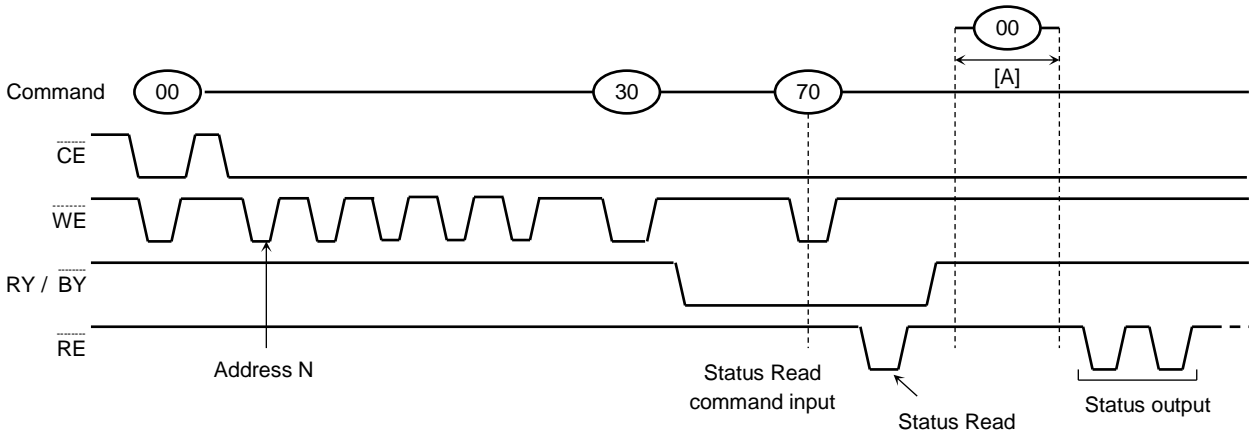 00
[A]
Command 00 30 70
CE
WE
RY / BY
RE
Address N
Status Read
command input
Status Read
Status output